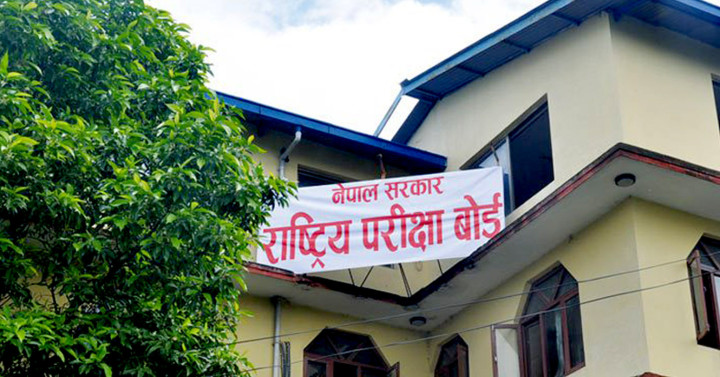 नेपाल सरकार
राष्ट्रिय परीक्षा बोर्ड